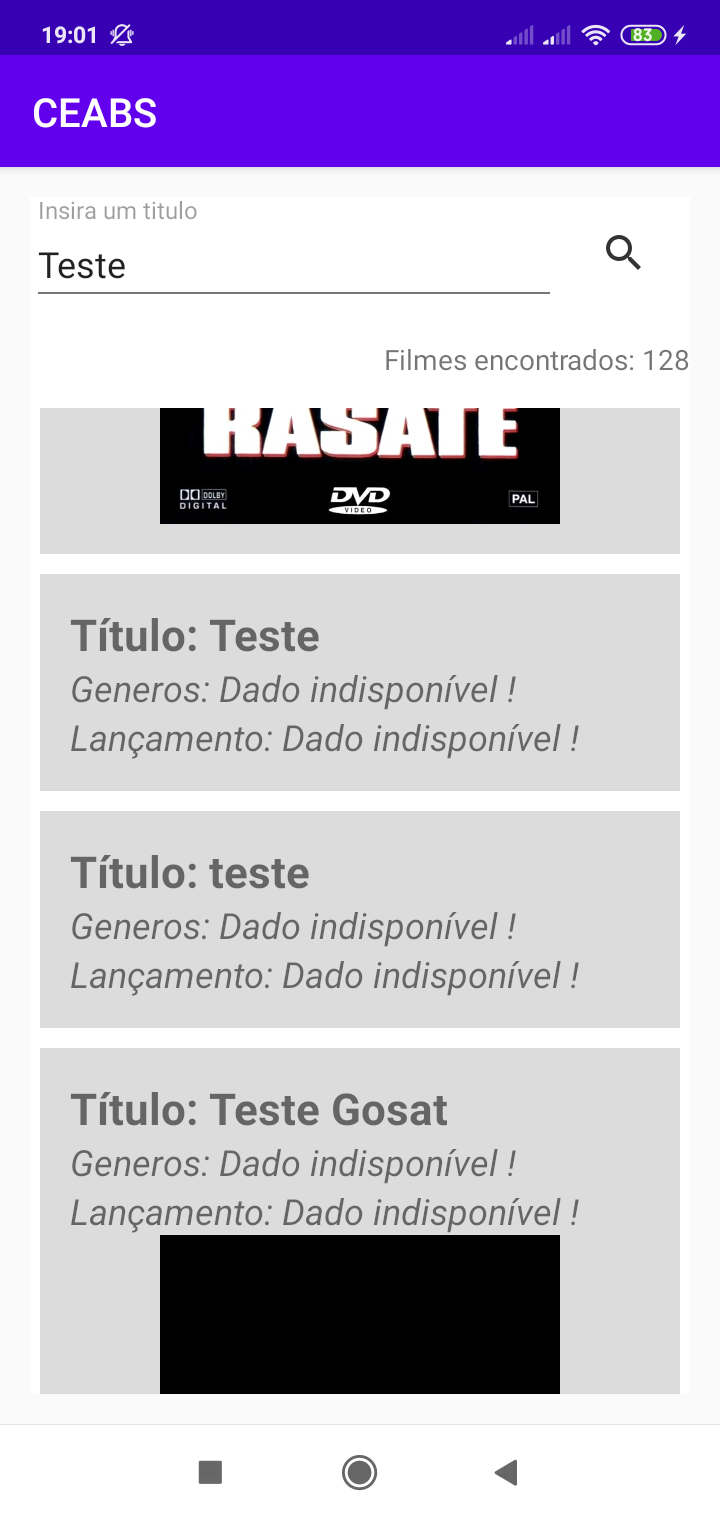 19:01
83
CEABS
Insira um titulo
Teste
Filmes encontrados: 128
RASATE
DOLBY
DIGITAL
DVD
VIDEO
PAL
Título: Teste
Generos: Dado indisponível !
Lançamento: Dado indisponível !
Título: teste
Generos: Dado indisponível !
Lançamento: Dado indisponível !
Título: Teste Gosat
Generos: Dado indisponível !
Lançamento: Dado indisponível !